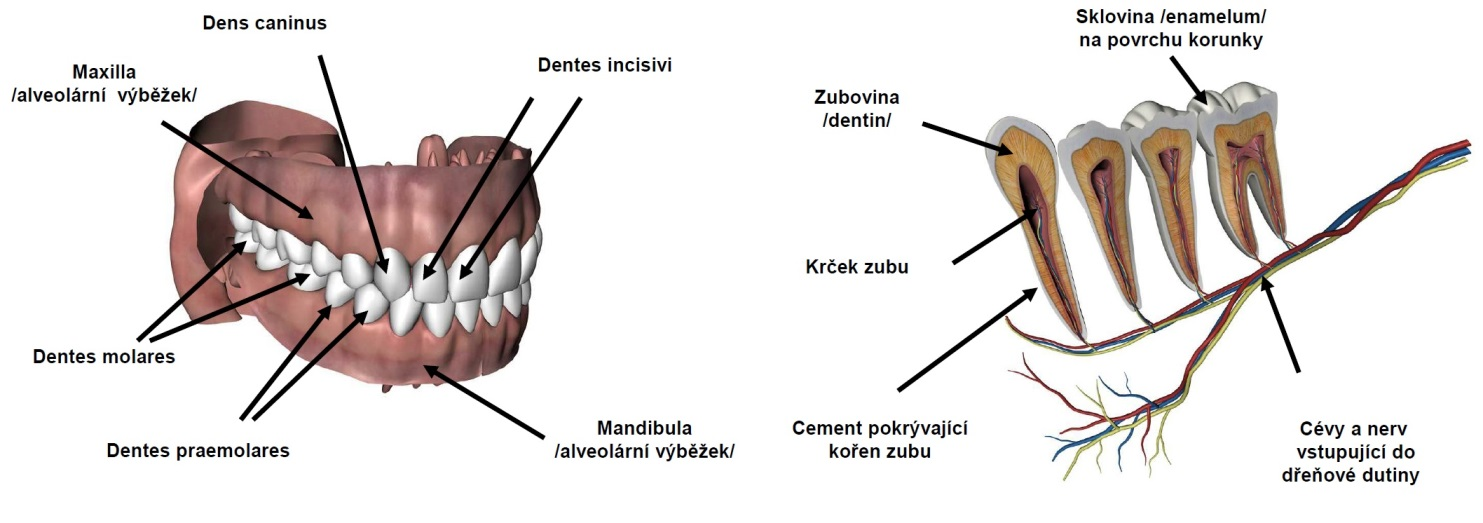 Dens caninus
Maxilla
/alveolární výběžek/
Dentes incisivi
Dentes molares
Dentes praemolares
Mandibula
/alveolární výběžek/
Sklovina /enamelum/
na povrchu korunky
Zubovina
/dentin/
Krček zubu
Cement pokrývající
kořen zubu
Cévy a nerv
vstupující do
dřeňové dutiny